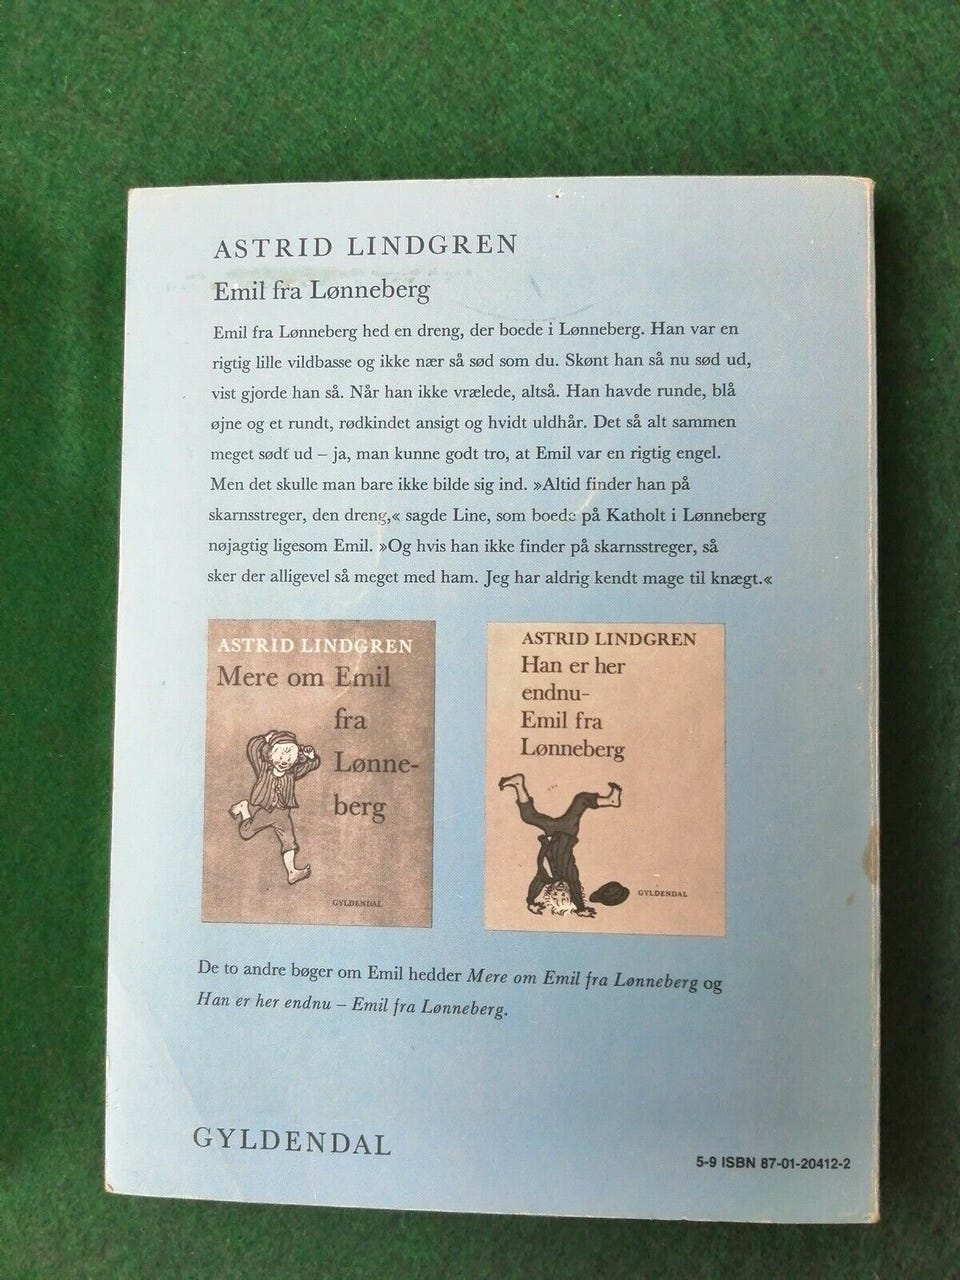 ASTRID LINDGREN
Emil fra Lønneberg
Emil fra Lønneberg hed en dreng, der boede i Lønneberg. Han var en
rigtig lille vildbasse og ikke nær så sød som du. Skønt han så nu sød ud,
vist gjorde han så. Når han ikke vrælede, altså. Han havde runde, blå
øjne og et rundt, rødkindet ansigt og hvidt uldhår. Det så alt sammen
meget sødt ud – ja, man kunne godt tro, at Emil var en rigtig engel.
Men det skulle man bare ikke bilde sig ind. »Altid finder han på
skarnsstreger, den dreng,« sagde Line, som boede på Katholt i Lønneberg
nøjagtig ligesom Emil. »Og hvis han ikke finder på skarnsstreger, så
sker der alligevel så meget med ham. Jeg har aldrig kendt mage til knægt.«
ASTRID LINDGREN
Mere om Emil
fra
Lønne-
berg
GYLDENDAL
ASTRID LINDGREN
Han er her
endnu-
Emil fra
Lønneberg
GYLDENDAL
De to andre bøger om Emil hedder Mere om Emil fra Lønneberg og
Han er her endnu – Emil fra Lønneberg.
GYLDENDAL
5-9 ISBN 87-01-20412-2